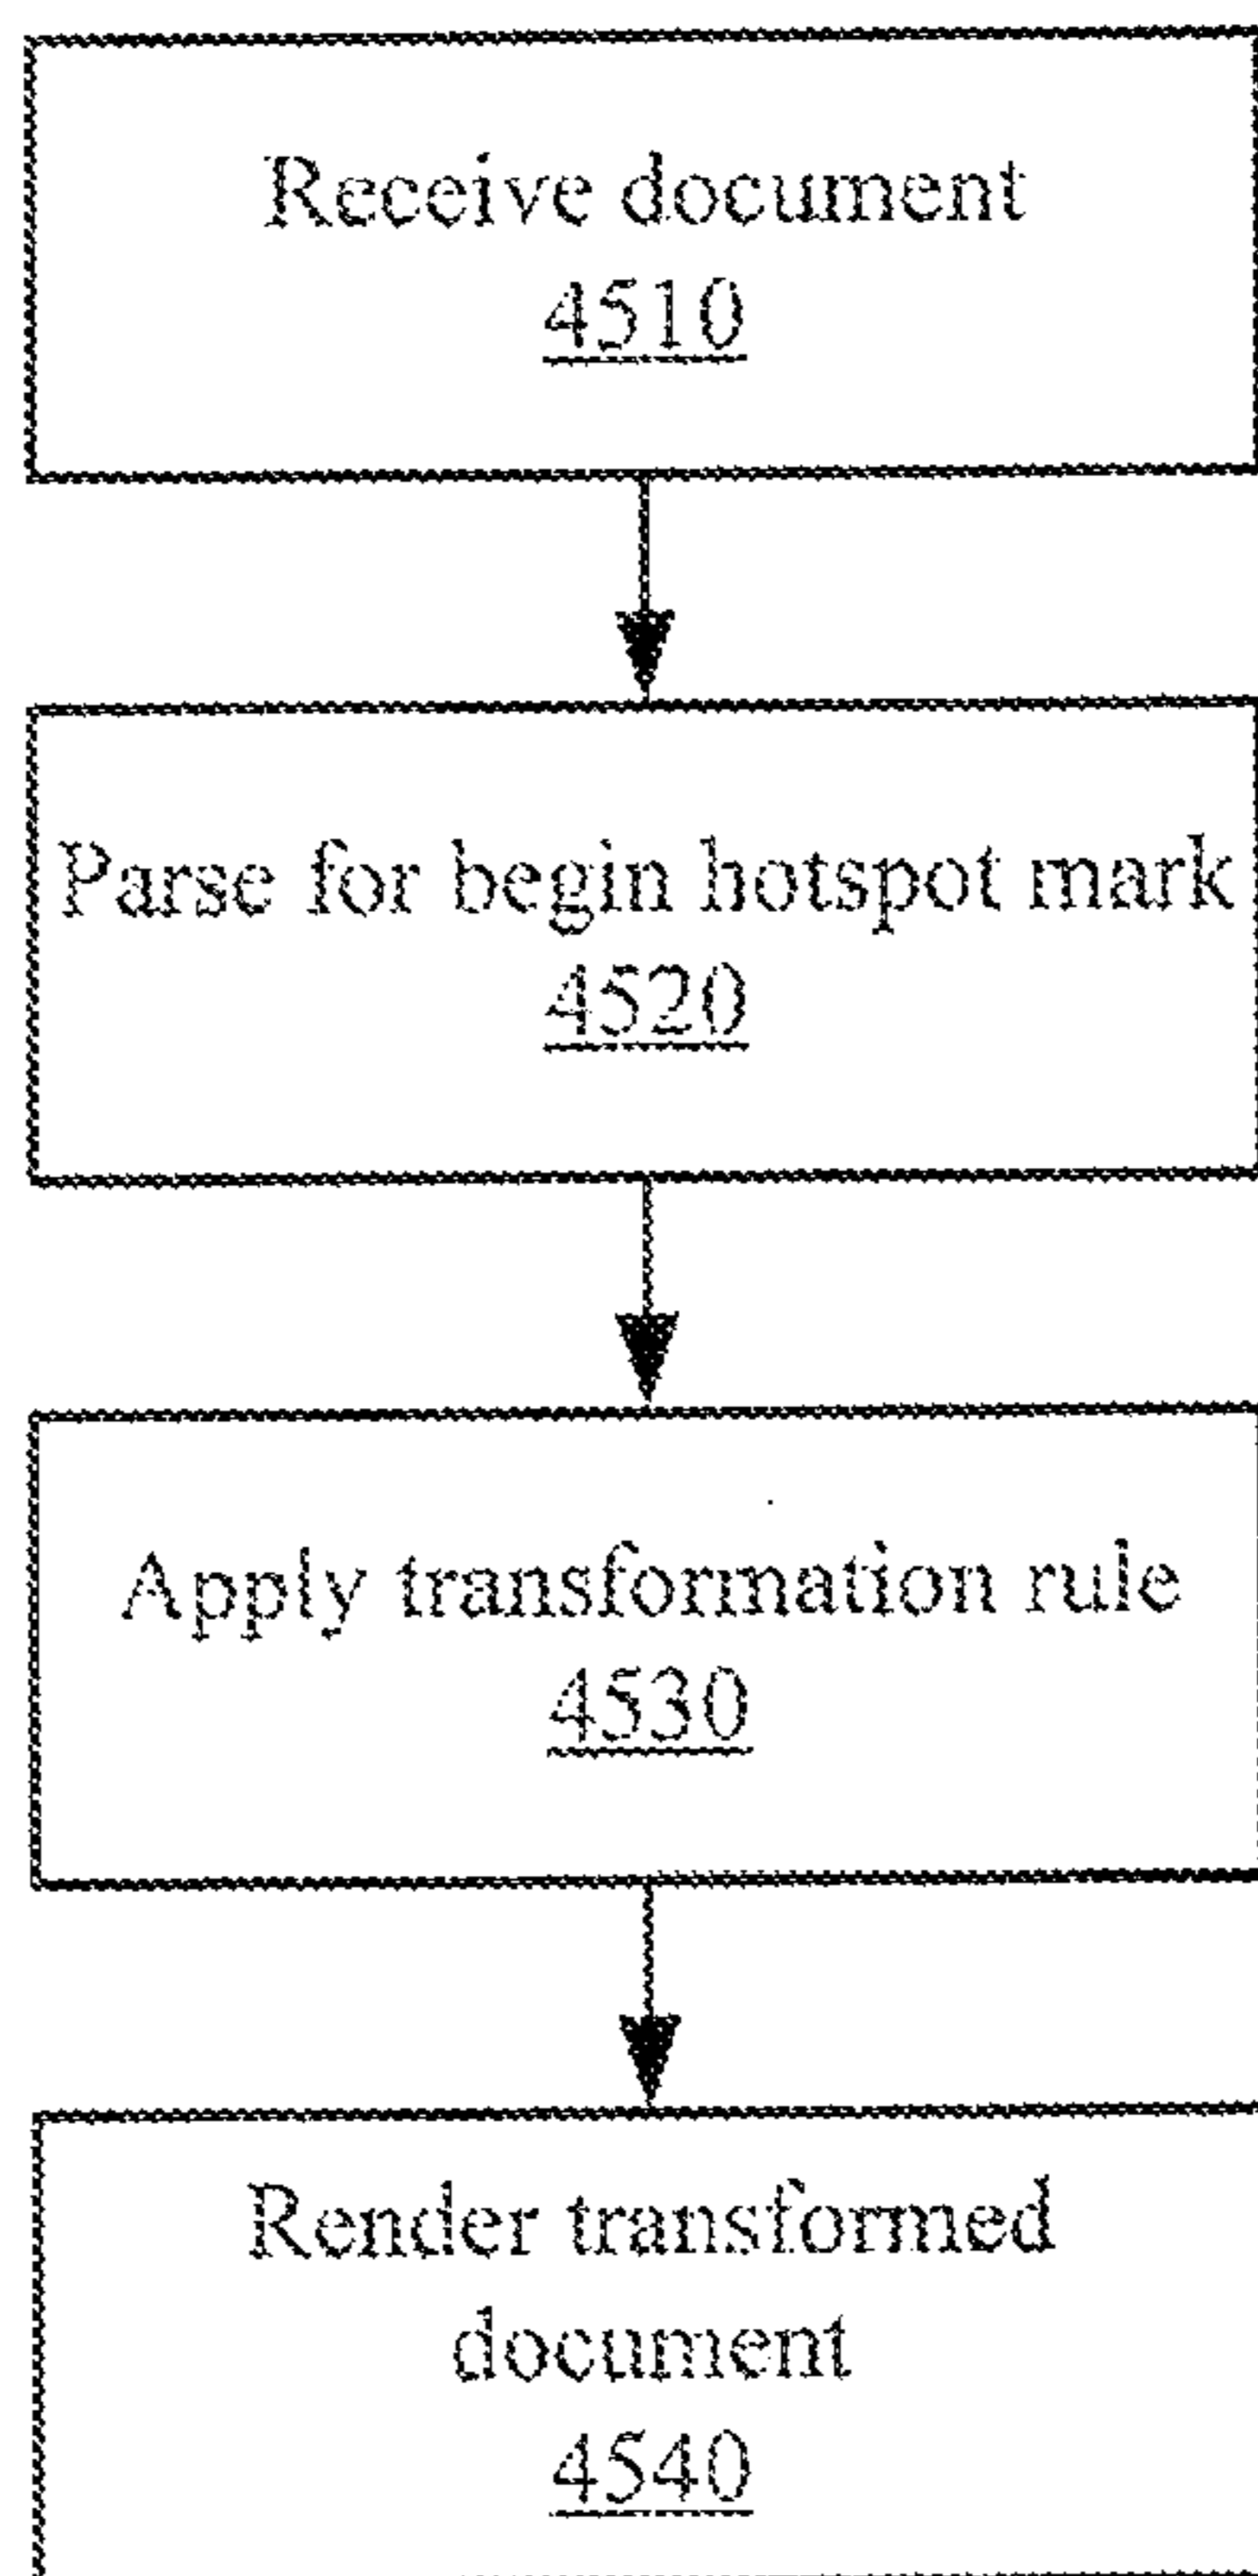 Receive document
4510
Parse for begin hotspot mark
4520
Apply transformation rule
4530
Render transformed
document
4540